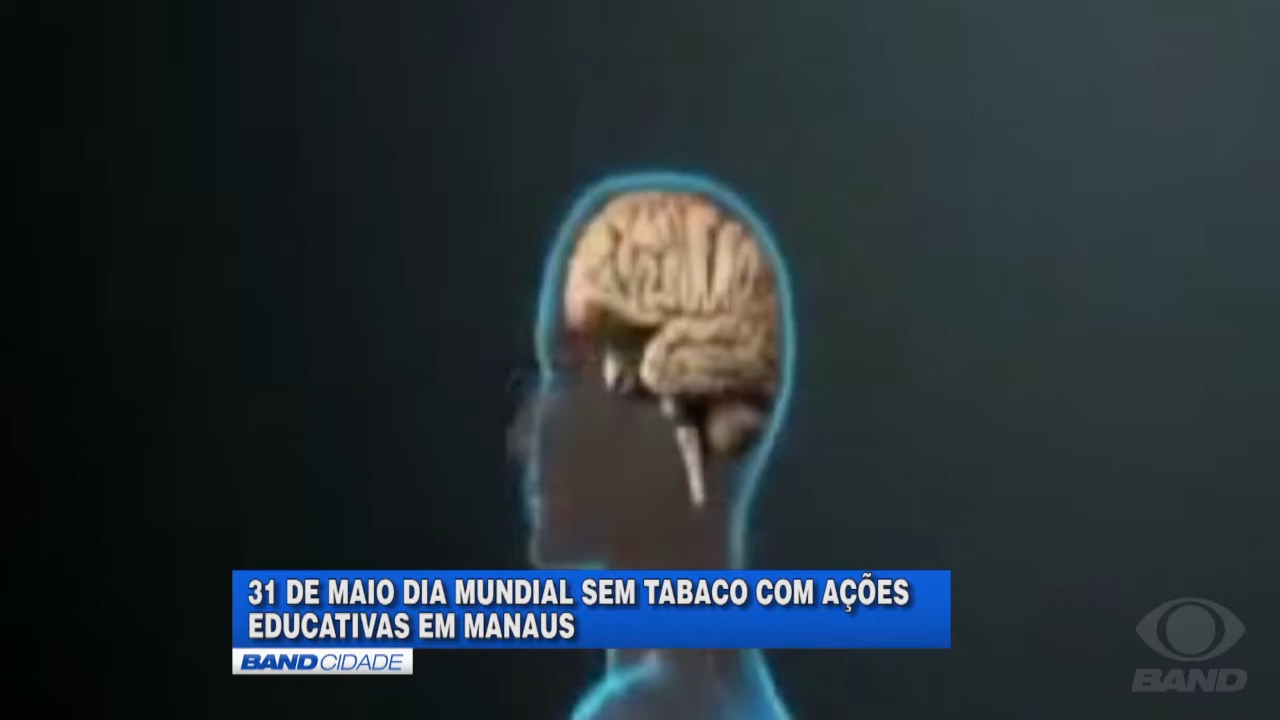 31 DE MAIO DIA MUNDIAL SEM TABACO COM AÇÕES
EDUCATIVAS EM MANAUS
BAND CIDADE
BAND